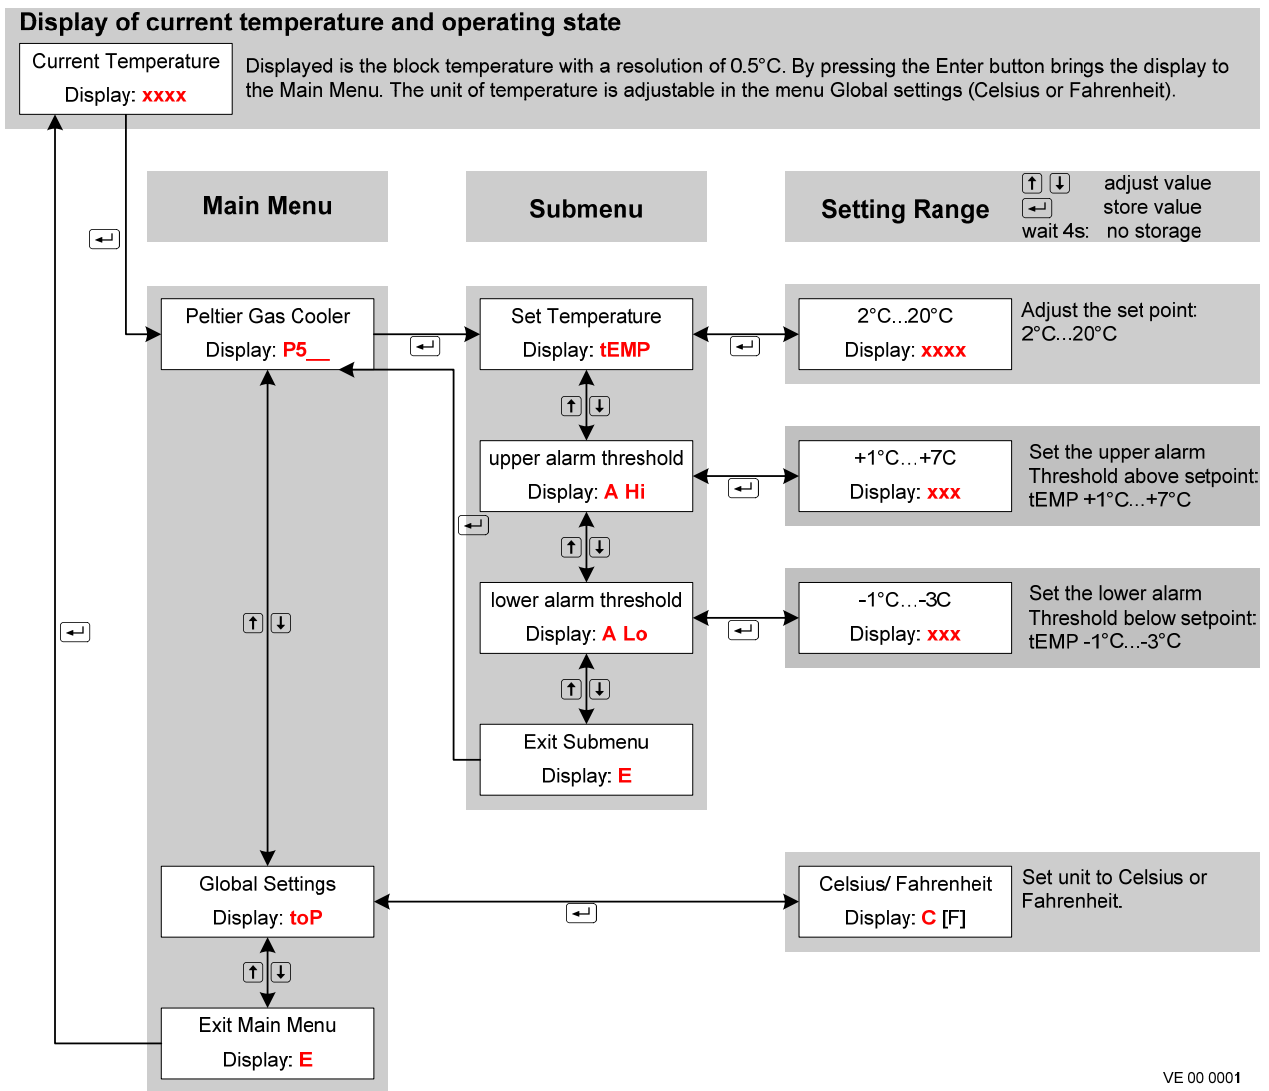 Display of current temperature and operating state
Current Temperature
Display: xxxx
Displayed is the block temperature with a resolution of 0.5°C. By pressing the Enter button brings the display to
the Main Menu. The unit of temperature is adjustable in the menu Global settings (Celsius or Fahrenheit).
Main Menu
Submenu
Setting Range
adjust value
store value
wait 4s: no storage
Peltier Gas Cooler
Display: P5__
Set Temperature
Display: tEMP
2°C...20°C
Display: xxxx
Adjust the set point:
2°C...20°C
upper alarm threshold
Display: A Hi
+1°C...+7C
Display: xxx
Set the upper alarm
Threshold above setpoint:
tEMP +1°C...+7°C
lower alarm threshold
Display: A Lo
-1°C...-3C
Display: xxx
Set the lower alarm
Threshold below setpoint:
tEMP -1°C...-3°C
Exit Submenu
Display: E
Global Settings
Display: toP
Celsius/ Fahrenheit
Display: C [F]
Set unit to Celsius or
Fahrenheit.
Exit Main Menu
Display: E
VE 00 0001